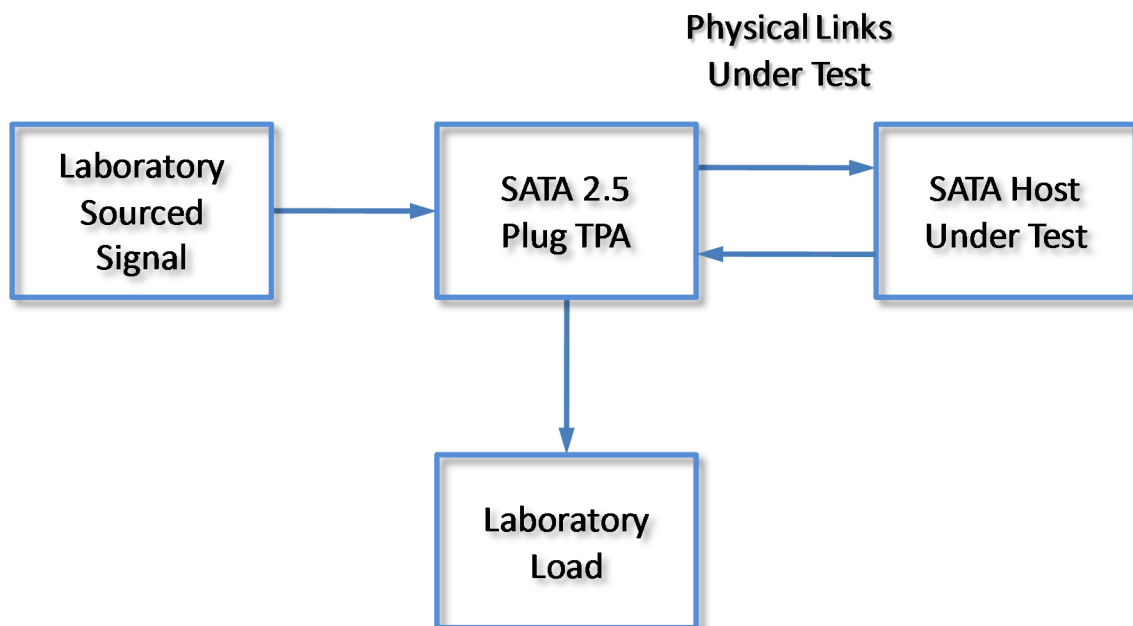 Physical Links
Under Test
Laboratory
Sourced
Signal
SATA 2.5
Plug TPA
SATA Host
Under Test
Laboratory
Load